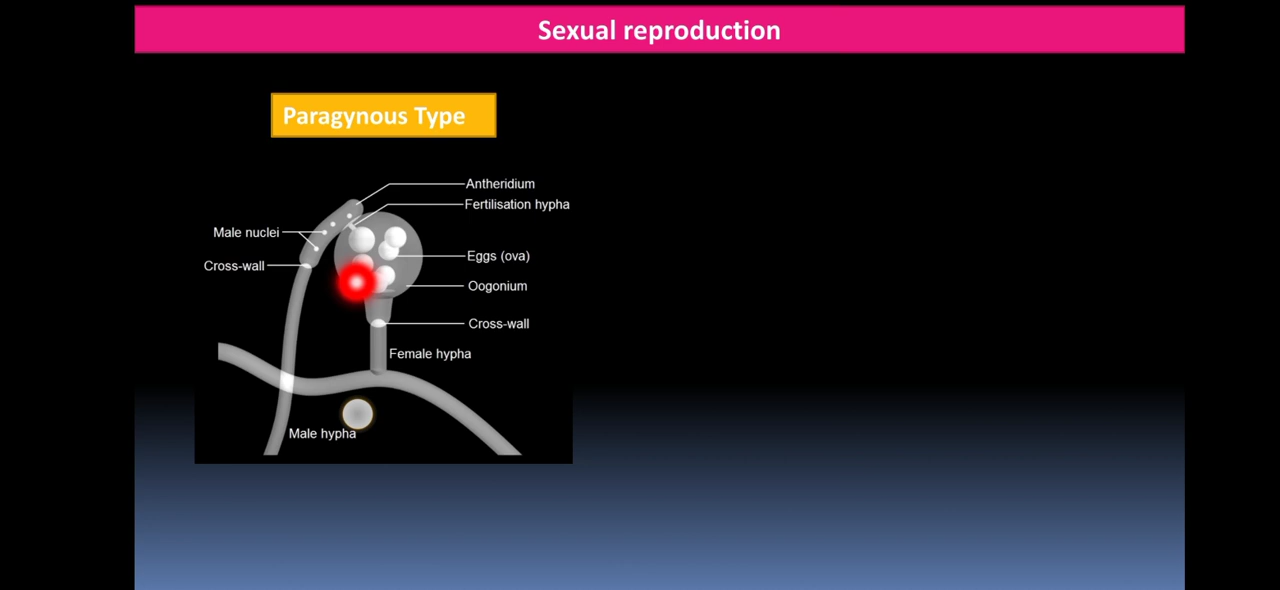 Sexual reproduction
Paragynous Type
Antheridium
Fertilisation hypha
Male nuclei
Eggs (ova)
Cross-wall
Oogonium
Cross-wall
Female hypha
Male hypha